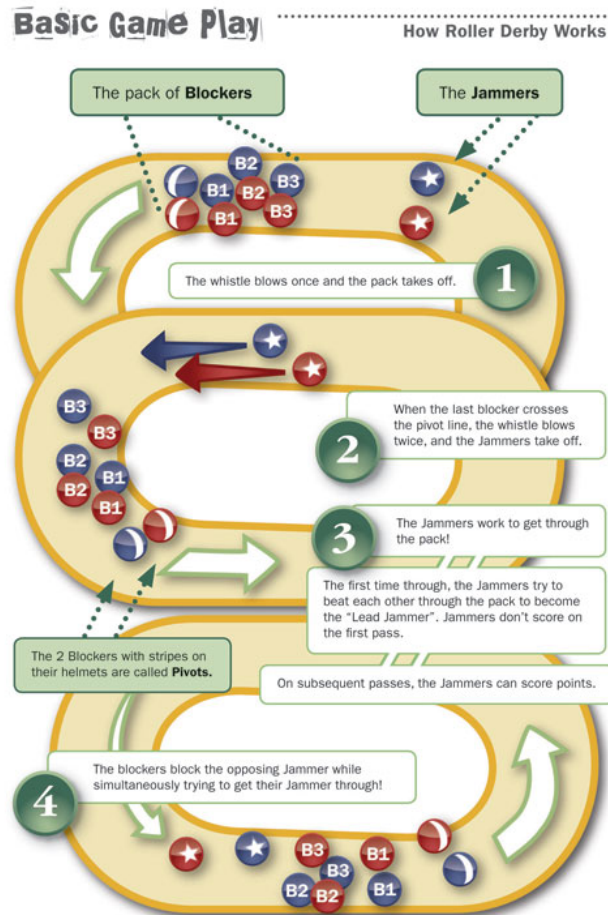 Basic Game Play
How Roller Derby Works
The pack of Blockers
The Jammers
B2
B1
B2
B3
B1
B3
The whistle blows once and the pack takes off.
1
B3
B3
B2
B1
B2
B1
When the last blocker crosses
the pivot line, the whistle blows
twice, and the Jammers take off.
2
3
The Jammers work to get through
the pack!
The first time through, the Jammers try to
beat each other through the pack to become
the “Lead Jammer”. Jammers don’t score on
the first pass.
The 2 Blockers with stripes on
their helmets are called Pivots.
On subsequent passes, the Jammers can score points.
4
The blockers block the opposing Jammer while
simultaneously trying to get their Jammer through!
B3
B1
B3
B2
B2
B1